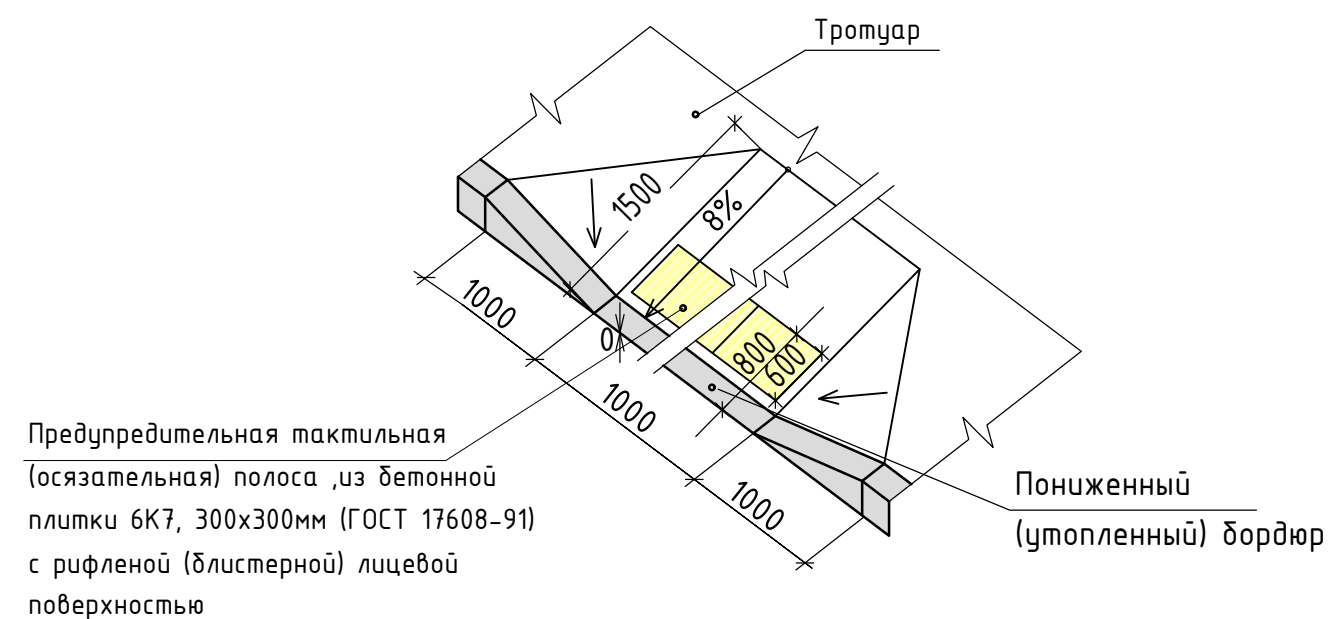 Тротуар
1500
8%
1000
0
800
600
1000
1000
Предупредительная тактильная
(осязательная) полоса ,из бетонной
плитки 6К7, 300х300мм (ГОСТ 17608-91)
с рифленой (блистерной) лицевой
поверхностью
Пониженный
(утопленный) бордюр